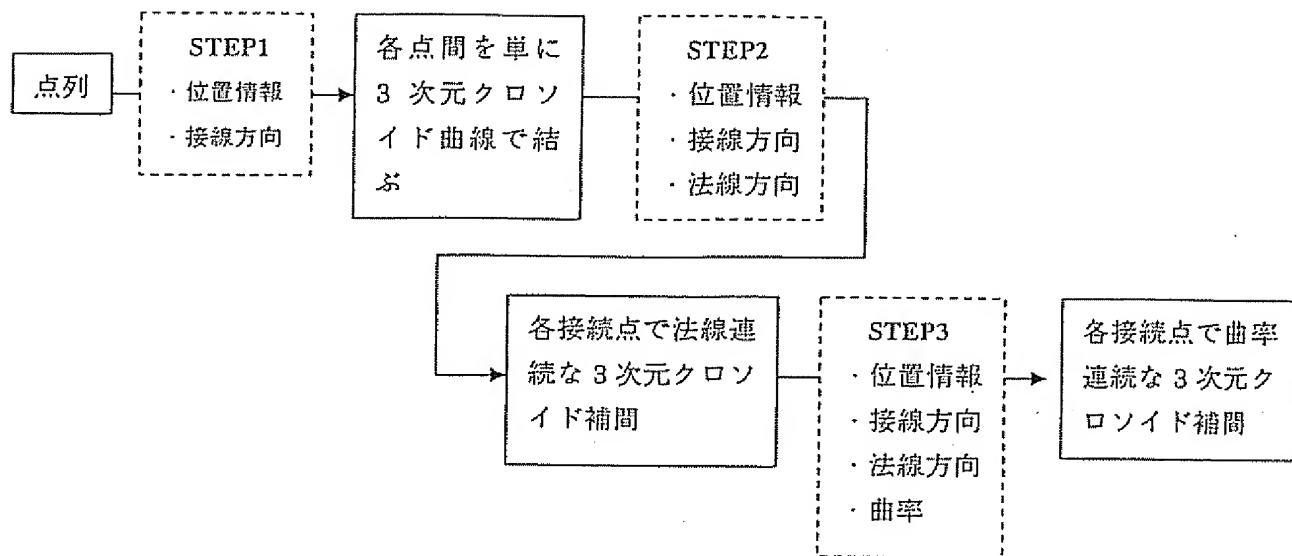 点列
STEP1
・位置情報
・接線方向
各点間を単に
3 次元クロソ
イド曲線で結
ぶ
STEP2
・位置情報
・接線方向
・法線方向
各接続点で法線連
続な 3 次元クロソ
イド補間
STEP3
・位置情報
・接線方向
・法線方向
・曲率
各接続点で曲率
連続な 3 次元ク
ロソイド補間